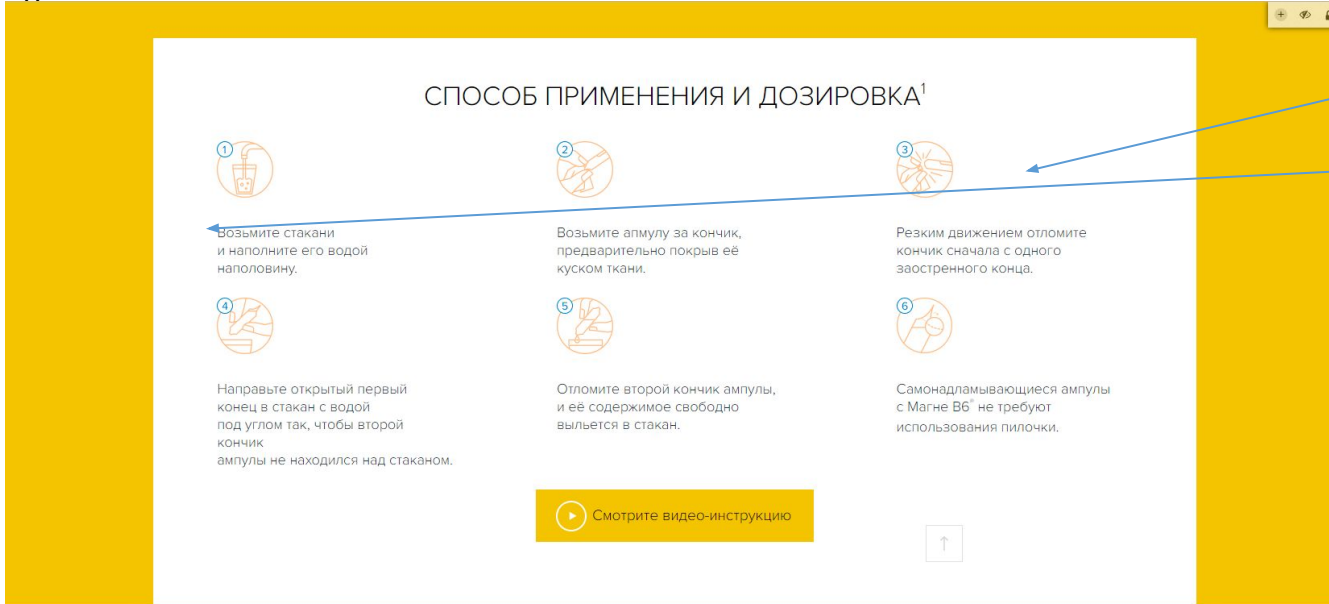 СПОСОБ ПРИМЕНЕНИЯ И ДОЗИРОВКА¹
1
Возьмите стакани
и наполните его водой
наполовину.
2
Возьмите апмулу за кончик,
предварительно покрыв её
куском ткани.
3
Резким движением отломите
кончик сначала с одного
заостренного конца.
4
Направьте открытый первый
конец в стакан с водой
под углом так, чтобы второй
кончик
ампулы не находился над стаканом.
5
Отломите второй кончик ампулы,
и её содержимое свободно
выльется в стакан.
6
Самонадламывающиеся ампулы
с Магне B6® не требуют
использования пилочки.
Смотрите видео-инструкцию